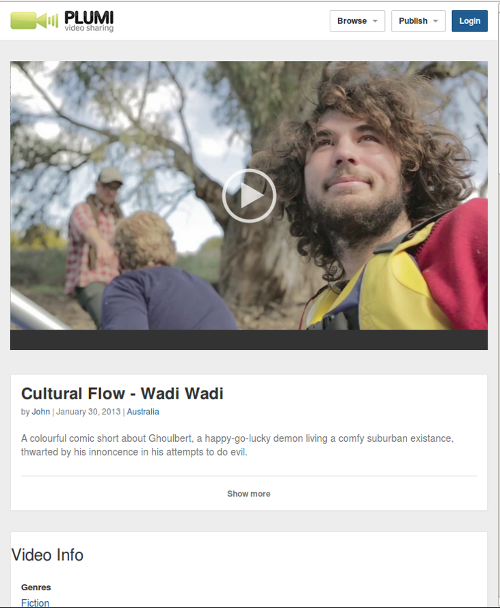 PLUMI
video sharing
Browse
Publish
Login
Cultural Flow - Wadi Wadi
by John | January 30, 2013 | Australia
A colourful comic short about Ghoulbert, a happy-go-lucky demon living a comfy suburban existance,
thwarted by his innoncence in his attempts to do evil.
Show more
Video Info
Genres
Fiction